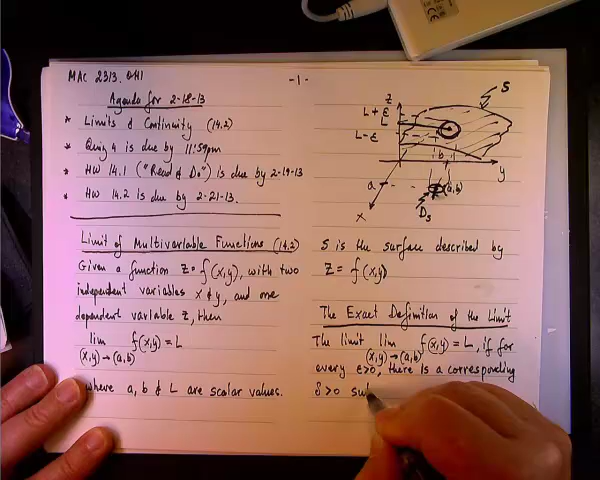 MAC 2313. QHI
-1-
Agenda for 2-18-13
* Limits & Continuity (14.2)
* Quiz 4 is due by 11:59pm
* HW 14.1 ("Read & Do") is due by 2-19-13
* HW 14.2 is due by 2-21-13.
Limit of Multivariable Functions (14.2)
Given a function z=f(x,y), with two
independent variables x & y, and one
dependent variable z, then
lim f(x,y) = L
(x,y) → (a,b)
where a, b & L are scalar values.
z
S
L+ε
L
L-ε
b
y
a
(a,b)
x
Dδ
S is the surface described by
z = f(x,y)
The Exact Definition of the Limit
The limit lim f(x,y) = L, if for
(x,y) → (a,b)
every ε>0, there is a corresponding
δ>0 su
CE